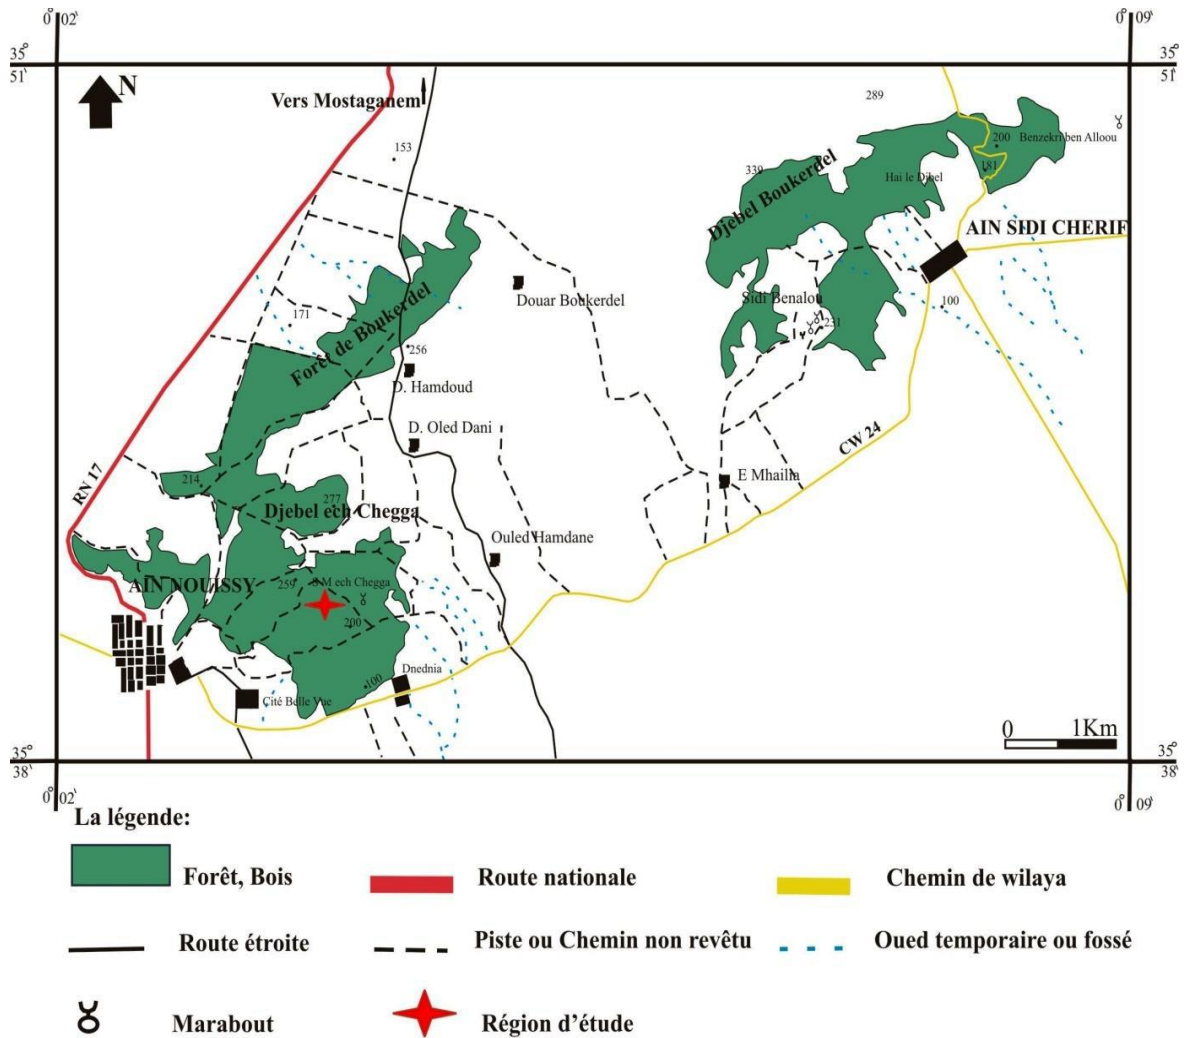 0° 02'
0° 09'
35°
51'
35°
51'
N
Vers Mostaganem
289
153
200
Benzekri ben Alloou
181
339
Hai le Djbel
Djebel Boukerdel
AIN SIDI CHERIF
Douar Boukerdel
Sidi Benalou
100
171
231
Forêt de Boukerdel
256
D. Hamdoud
D. Oled Dani
CW 24
RN 17
214
E Mhailia
277
Djebel ech Chegga
Ouled Hamdane
AIN NOUISSY
259
S M ech Chegga
200
Dnednia
100
Cité Belle Vue
0 1Km
35°
38'
35°
38'
0° 02'
0° 09'
La légende:
Forêt, Bois
Route nationale
Chemin de wilaya
Route étroite
Piste ou Chemin non revêtu
Oued temporaire ou fossé
Marabout
Région d'étude